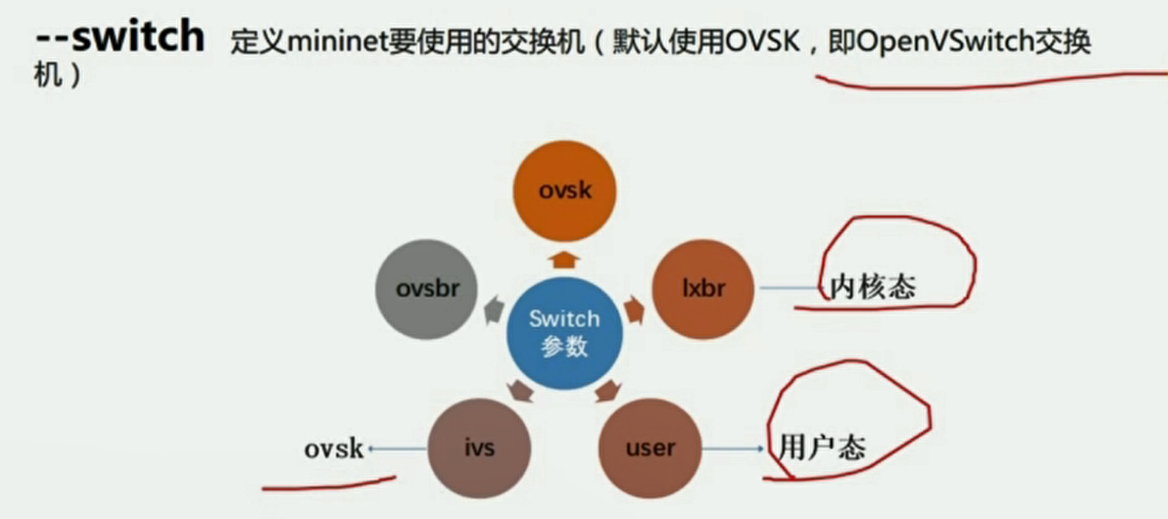 --switch 定义mininet要使用的交换机（默认使用OVSK，即OpenVSwitch交换
机）
ovsk
ovsbr
lxbr
内核态
Switch
参数
ovsk
ivs
user
用户态